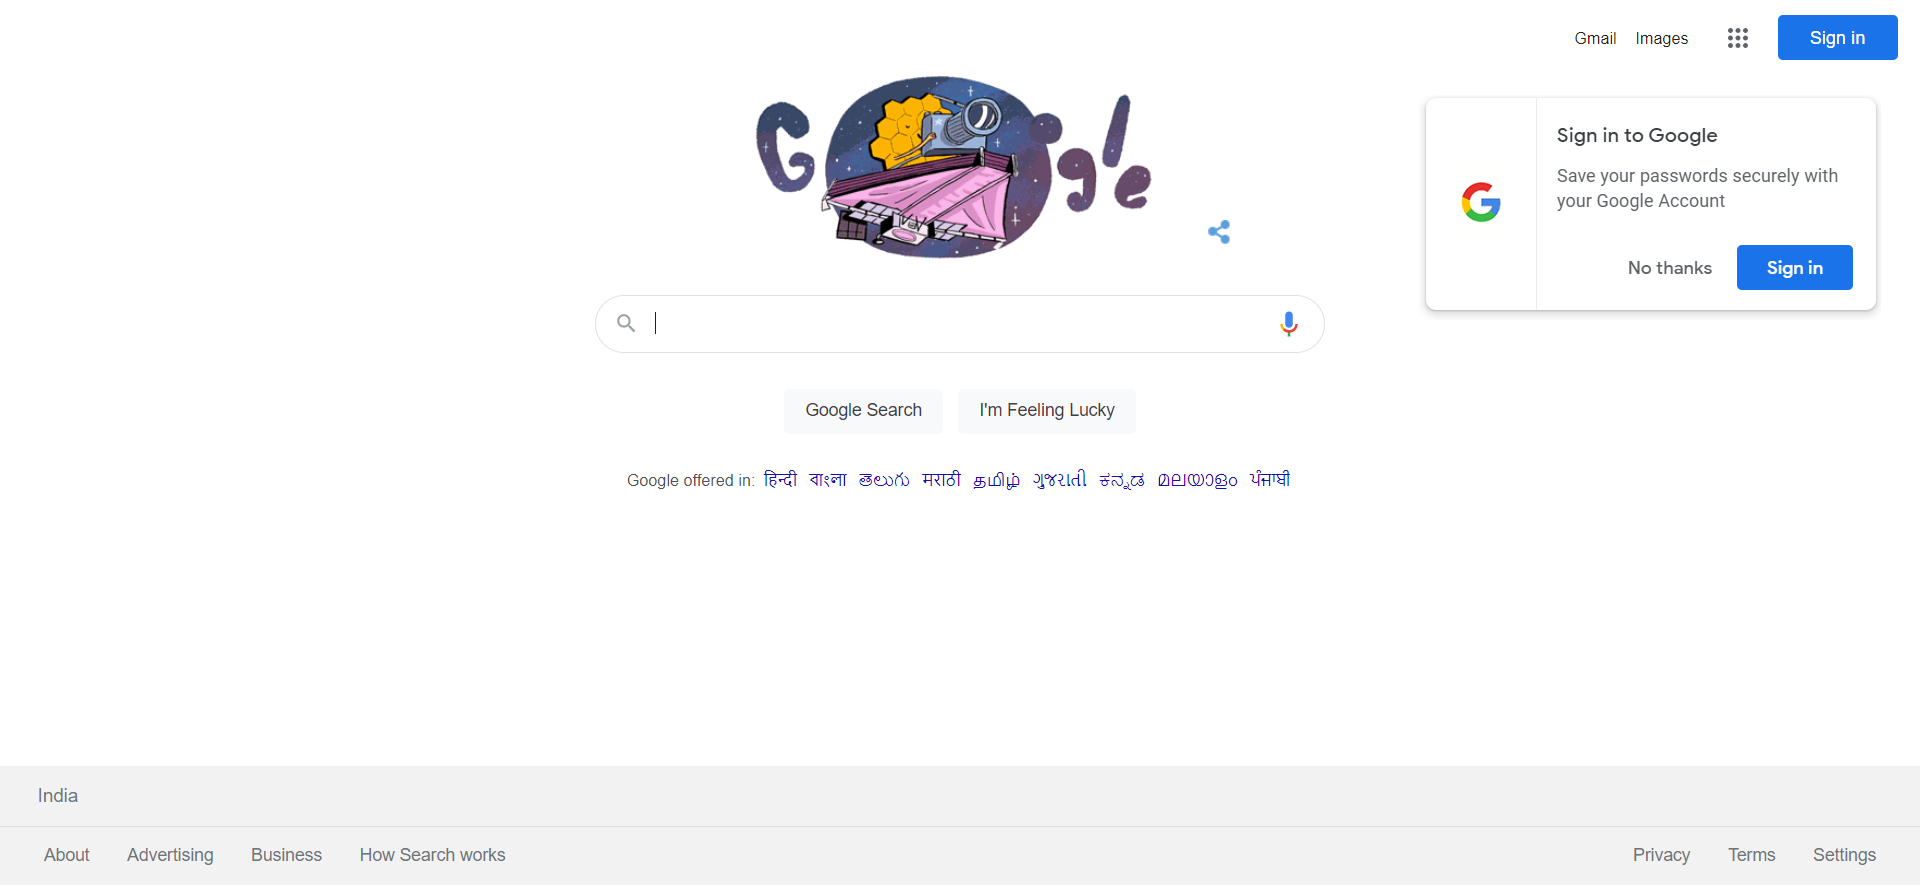 Gmail Images Sign in
Google
Sign in to Google
Save your passwords securely with
your Google Account
No thanks Sign in
Google Search I'm Feeling Lucky
Google offered in: हिन्दी বাংলা తెలుగు मराठी தமிழ் ગુજરાતી ಕನ್ನಡ മലയാളം ਪੰਜਾਬੀ
India
About Advertising Business How Search works Privacy Terms Settings